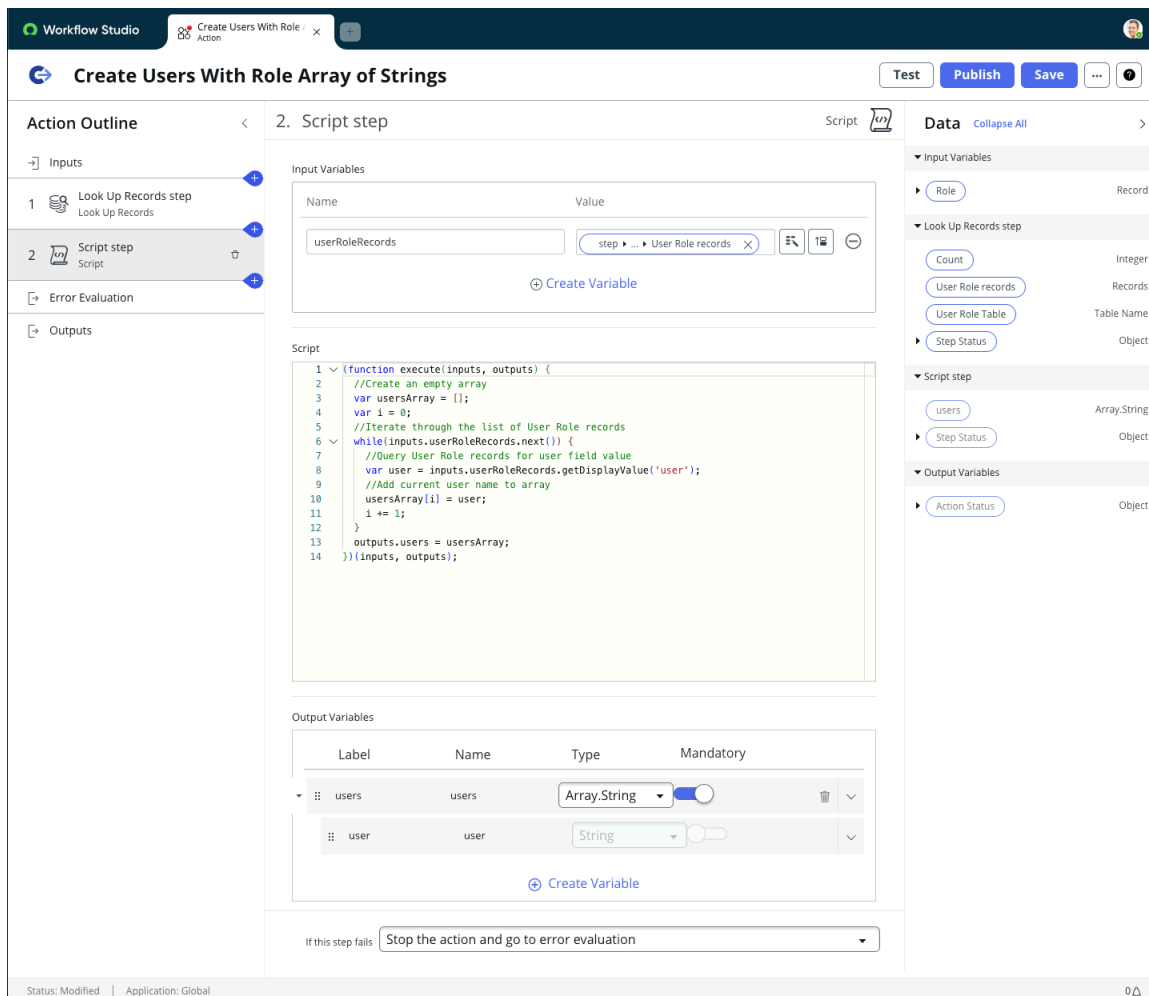 Workflow Studio
Create Users With Role /
Action
Create Users With Role Array of Strings
Test
Publish
Save
Action Outline
Inputs
1
Look Up Records step
Look Up Records
2
Script step
Script
Error Evaluation
Outputs
2. Script step
Script
Input Variables
Name Value
userRoleRecords
step ... User Role records
Create Variable
Script
1 (function execute(inputs, outputs) {
2 //Create an empty array
3 var usersArray = [];
4 var i = 0;
5 //Iterate through the list of User Role records
6 while(inputs.userRoleRecords.next()) {
7 //Query User Role records for user field value
8 var user = inputs.userRoleRecords.getDisplayValue('user');
9 //Add current user name to array
10 usersArray[i] = user;
11 i += 1;
12 }
13 outputs.users = usersArray;
14 })(inputs, outputs);
Output Variables
Label Name Type Mandatory
users users Array.String
user user String
Create Variable
If this step fails Stop the action and go to error evaluation
Data Collapse All
Input Variables
Role Record
Look Up Records step
Count Integer
User Role records Records
User Role Table Table Name
Step Status Object
Script step
users Array.String
Step Status Object
Output Variables
Action Status Object
Status: Modified | Application: Global
0